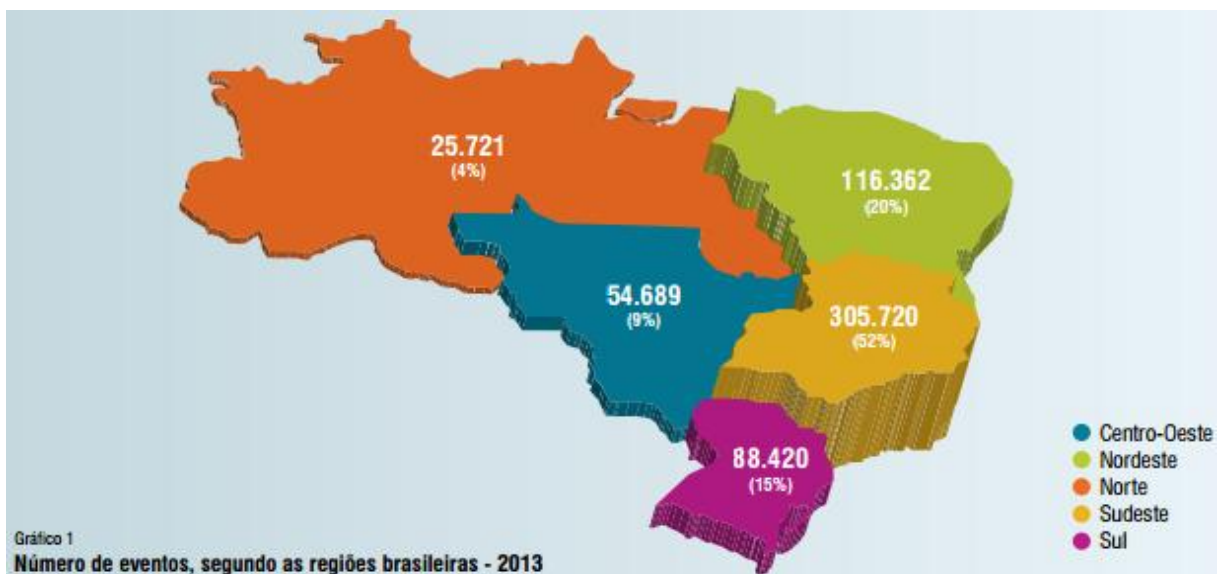 25.721
(4%)
116.362
(20%)
54.689
(9%)
305.720
(52%)
88.420
(15%)
Centro-Oeste
Nordeste
Norte
Sudeste
Sul
Gráfico 1
Número de eventos, segundo as regiões brasileiras - 2013